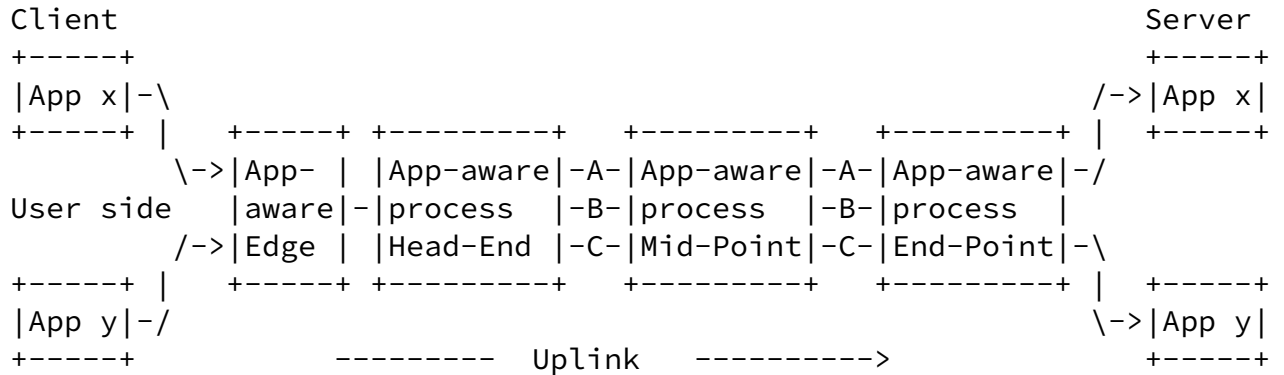 Client                                                         Server
+-----+                                                        +-----+
|App x|-\                                                   /->|App x|
+-----+ |   +-----+ +---------+   +---------+   +---------+ |  +-----+
         \->|App- | |App-aware|-A-|App-aware|-A-|App-aware|-/
User side   |aware|-|process  |-B-|process  |-B-|process  |
         /->|Edge | |Head-End |-C-|Mid-Point|-C-|End-Point|-\
+-----+ |   +-----+ +---------+   +---------+   +---------+ |  +-----+
|App y|-/                                                   \->|App y|
+-----+           ---------  Uplink   ---------->              +-----+